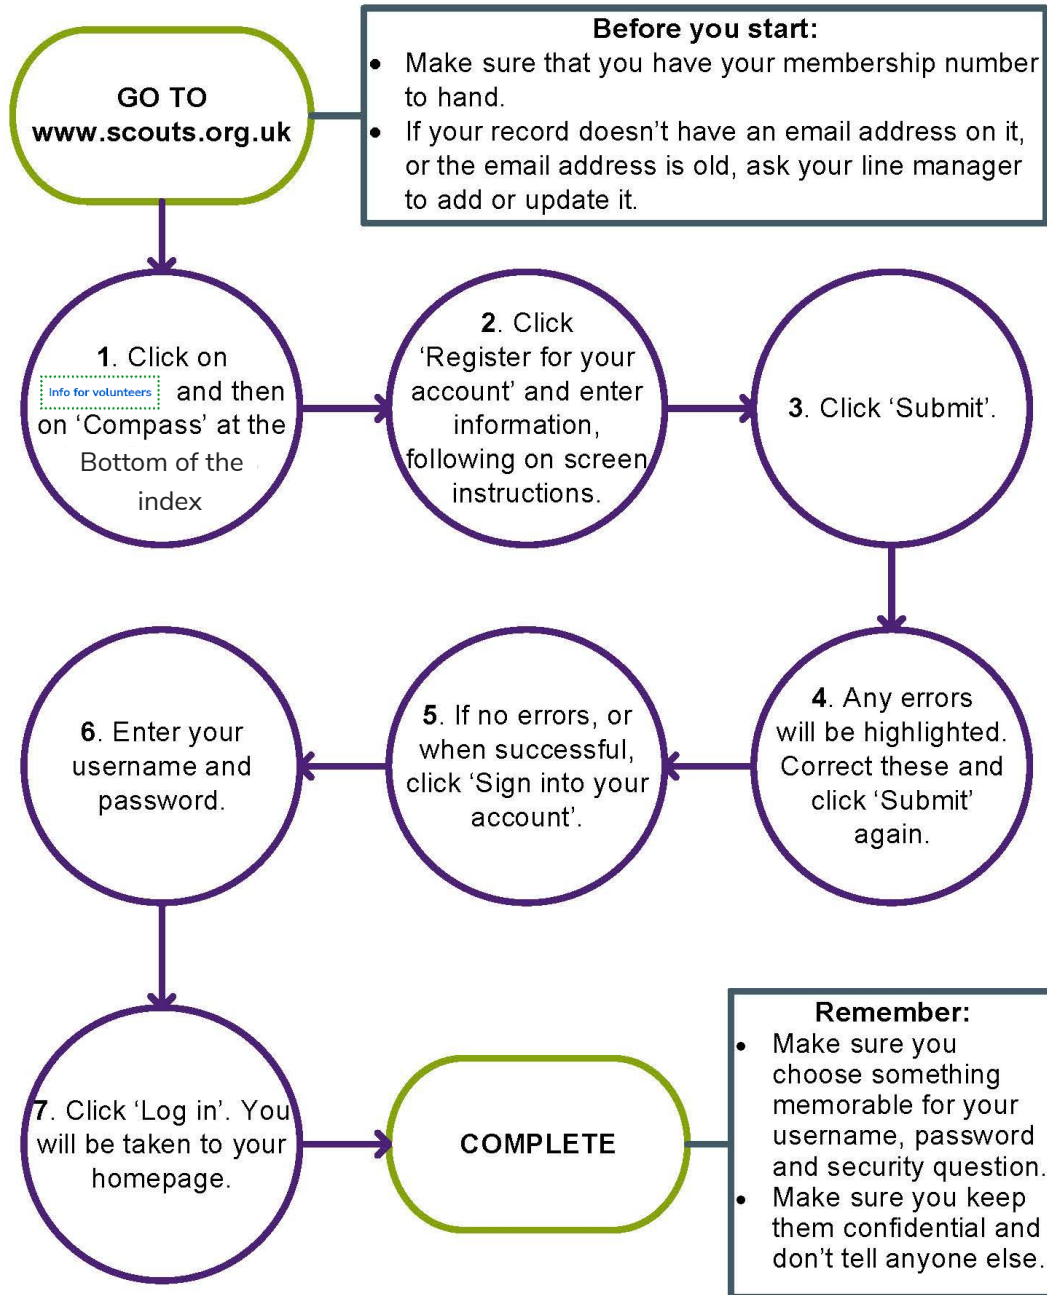 GO TO
www.scouts.org.uk
Before you start:
• Make sure that you have your membership number
to hand.
• If your record doesn’t have an email address on it,
or the email address is old, ask your line manager
to add or update it.
1. Click on
Info for volunteers and then
on ‘Compass’ at the
Bottom of the
index
2. Click
‘Register for your
account’ and enter
information,
following on screen
instructions.
3. Click ‘Submit’.
4. Any errors
will be highlighted.
Correct these and
click ‘Submit’
again.
5. If no errors, or
when successful,
click ‘Sign into your
account’.
6. Enter your
username and
password.
7. Click ‘Log in’. You
will be taken to your
homepage.
COMPLETE
Remember:
• Make sure you
choose something
memorable for your
username, password
and security question.
• Make sure you keep
them confidential and
don’t tell anyone else.